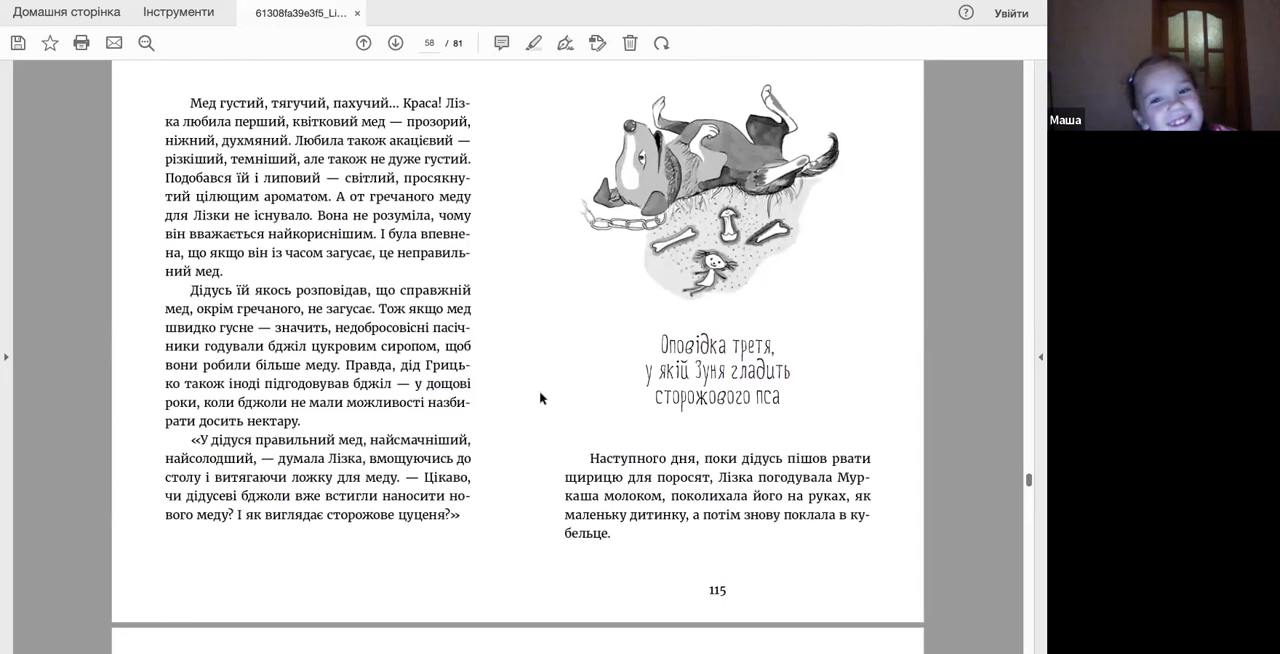 Домашня сторінка
Інструменти
61308fa39e3f5_Li...
Увійти
58 / 81
Мед густий, тягучий, пахучий... Краса!Ліз-
ка любила перший, квітковий мед — прозорий,
ніжний, духмяний. Любила також акацієвий —
різкіший, темніший, але також не дуже густий.
Подобався їй і липовий — світлий, просякну-
тий цілющим ароматом. А от гречаного меду
для Лізки не існувало. Вона не розуміла, чому
він вважається найкориснішим. І була впевне-
на, що якщо він із часом загусає, це неправиль-
ний мед.
Дідусь їй якось розповідав, що справжній
мед, окрім гречаного, не загусає. Тож якщо мед
швидко гусне — значить, недобросовісні пасіч-
ники годували бджіл цукровим сиропом, щоб
вони робили більше меду. Правда, дід Гриць-
ко також іноді підгодовував бджіл — у дощові
роки, коли бджоли не мали можливості назби-
рати досить нектару.
«У дідуся правильний мед, найсмачніший,
найсолодший, — думала Лізка, вмощуючись до
столу і витягаючи ложку для меду. — Цікаво,
чи дідусеві бджоли вже встигли наносити но-
вого меду? І як виглядає сторожове цуценя?»
Оповідка третя,
у якій Зуня гладить
сторожового пса
Наступного дня, поки дідусь пішов рвати
щирицю для поросят, Лізка погодувала Мур-
каша молоком, поколихала його на руках, як
маленьку дитинку, а потім знову поклала в ку-
бельце.
115
Маша